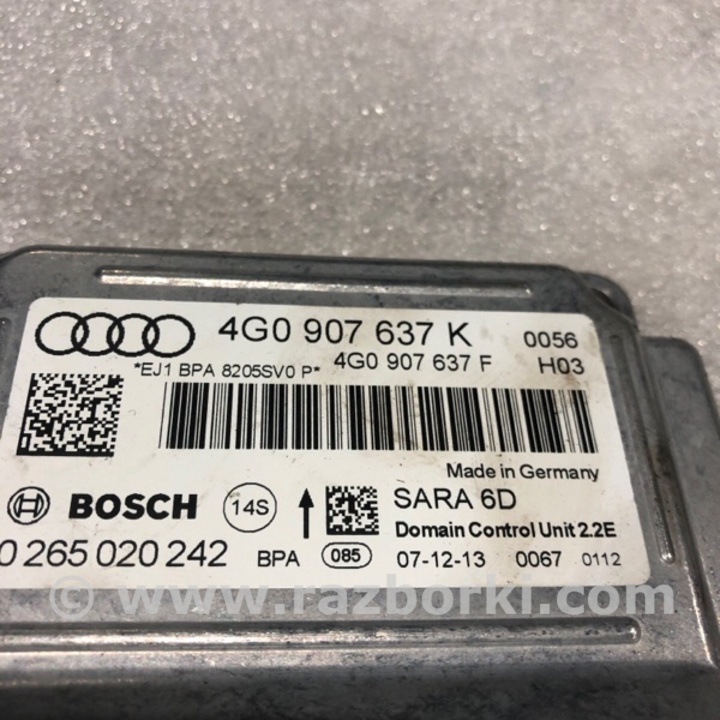 4G0 907 637 K 0056
*EJ1 BPA 8205SV0 P* 4G0 907 637 F H03
Made in Germany
BOSCH 14S SARA 6D
Domain Control Unit 2.2E
0 265 020 242 BPA 085 07-12-13 0067 0112
© www.razborki.com